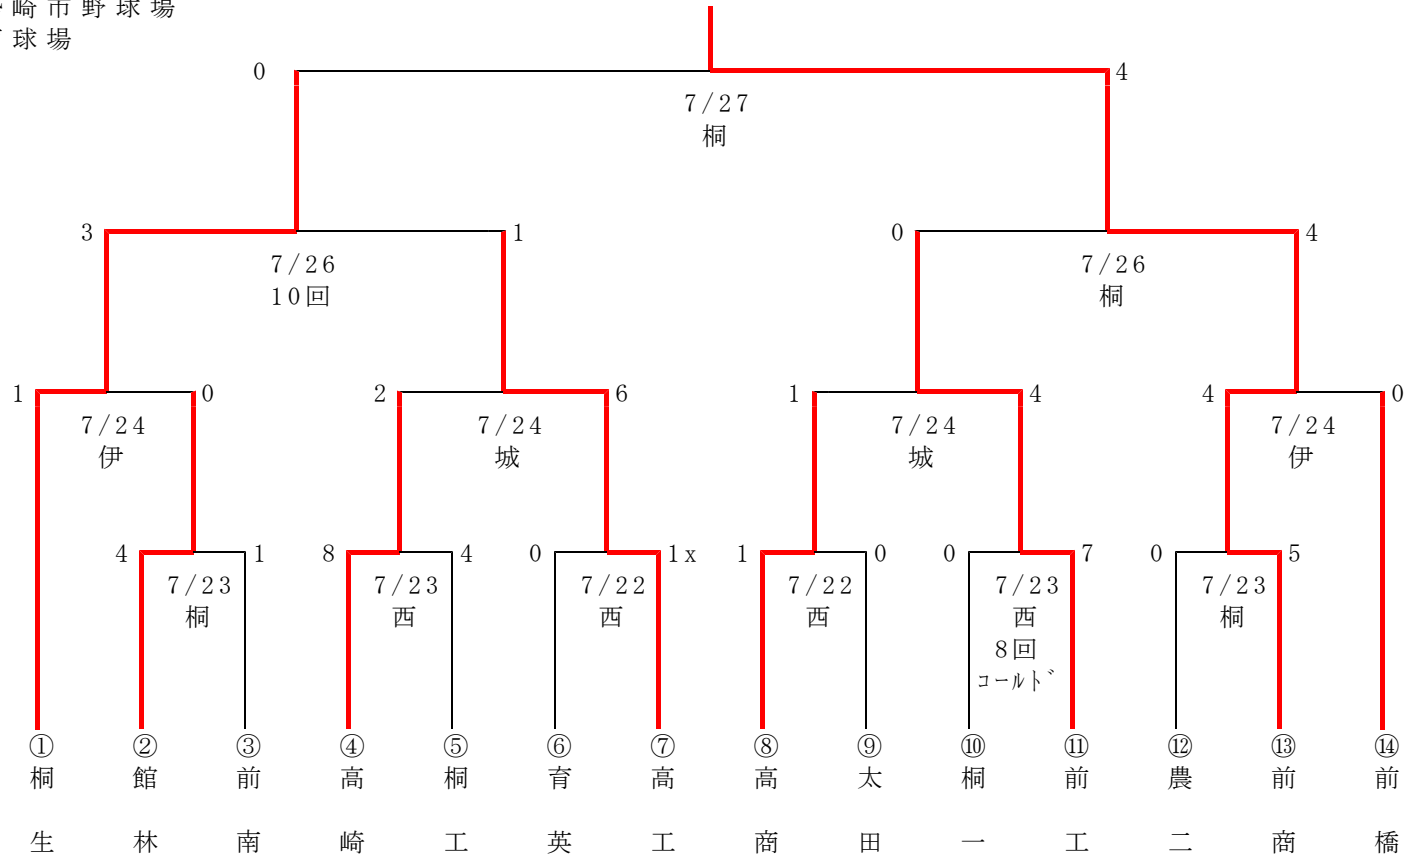 崎市野球場
球場
0 4
7/27
桐
3 1 0 4
7/26 7/26
10回 桐
1 0 2 6 1 4 4 0
7/24 7/24 7/24 7/24
伊 城 城 伊
4 1 8 4 0 1x 1 0 0 7 0 5
7/23 7/23 7/22 7/22 7/23 7/23
桐 西 西 西 西 桐
8回
ｺｰﾙﾄﾞ
① ② ③ ④ ⑤ ⑥ ⑦ ⑧ ⑨ ⑩ ⑪ ⑫ ⑬ ⑭
桐 館 前 高 桐 育 高 高 太 桐 前 農 前 前
生 林 南 崎 工 英 工 商 田 一 工 二 商 橋